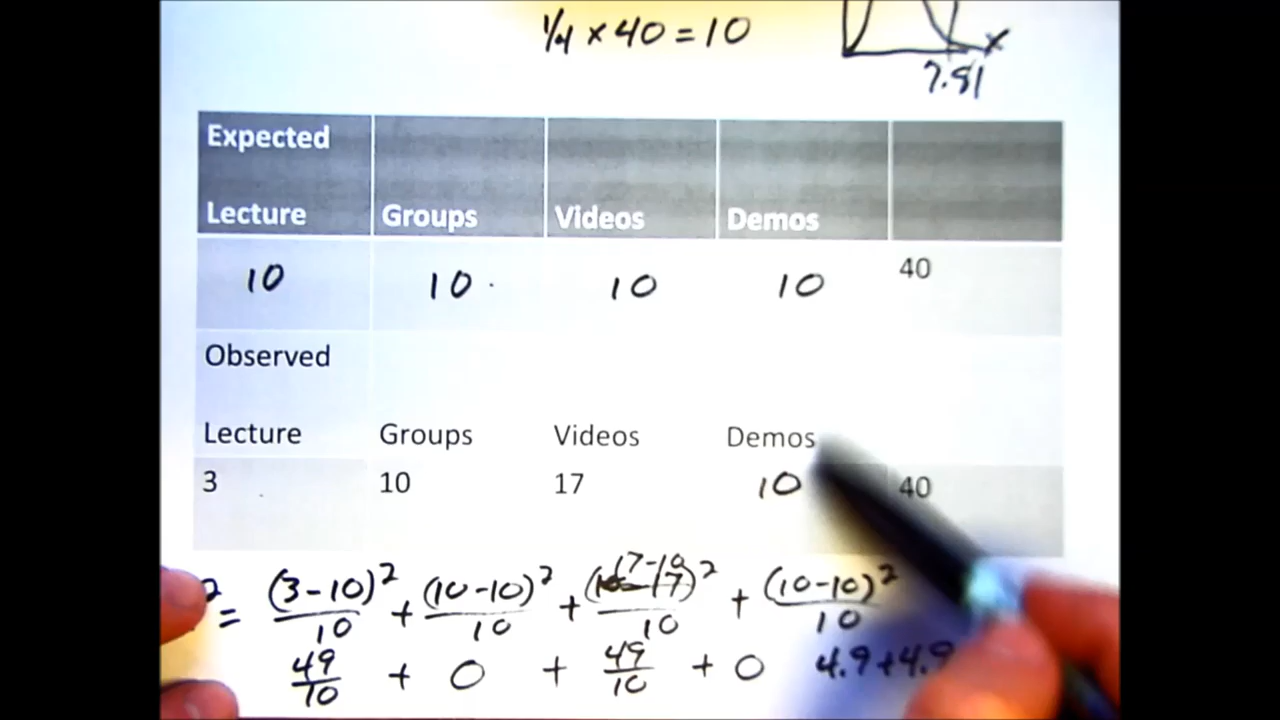 1/4 × 40 = 10
x
7.81
Expected
Lecture Groups Videos Demos
10 10 10 10 40
Observed
Lecture Groups Videos Demos
3 10 17 10 40
2 = (3-10)²/10 + (10-10)²/10 + (17-10)²/10 + (10-10)²/10
49/10 + 0 + 49/10 + 0 4.9+4.9